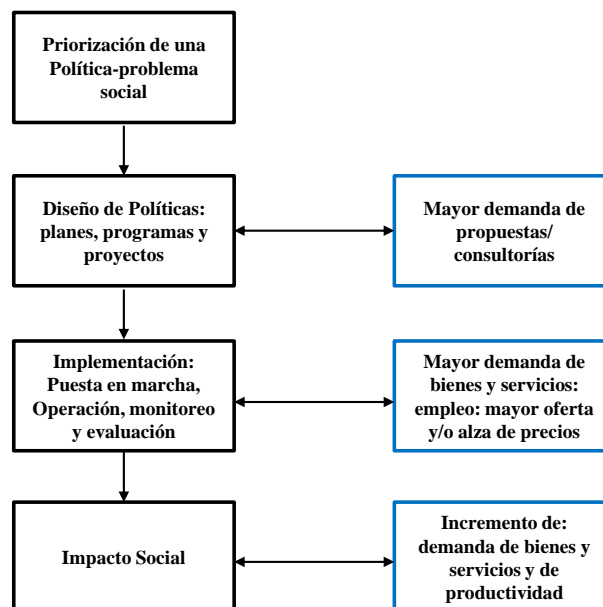 Priorización de una
Política-problema
social
Diseño de Políticas:
planes, programas y
proyectos
Mayor demanda de
propuestas/
consultorías
Implementación:
Puesta en marcha,
Operación, monitoreo
y evaluación
Mayor demanda de
bienes y servicios:
empleo: mayor oferta
y/o alza de precios
Impacto Social
Incremento de:
demanda de bienes y
servicios y de
productividad